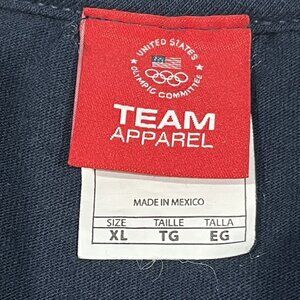 UNITED STATES
OLYMPIC COMMITTEE
TEAM
APPAREL
MADE IN MEXICO
SIZE TAILLE TALLA
XL TG EG